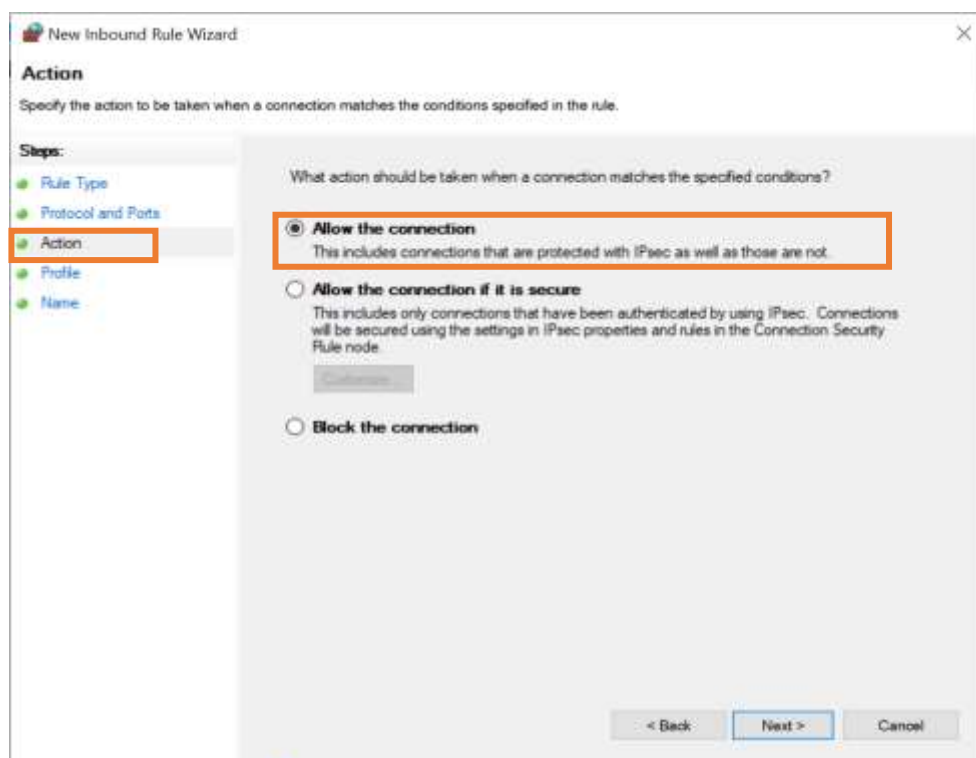 New Inbound Rule Wizard
Action
Specify the action to be taken when a connection matches the conditions specified in the rule.
Steps:
Rule Type
Protocol and Ports
Action
Profile
Name
What action should be taken when a connection matches the specified conditions?
Allow the connection
This includes connections that are protected with IPsec as well as those are not.
Allow the connection if it is secure
This includes only connections that have been authenticated by using IPsec. Connections
will be secured using the settings in IPsec properties and rules in the Connection Security
Rule node.
Customize...
Block the connection
< Back
Next >
Cancel